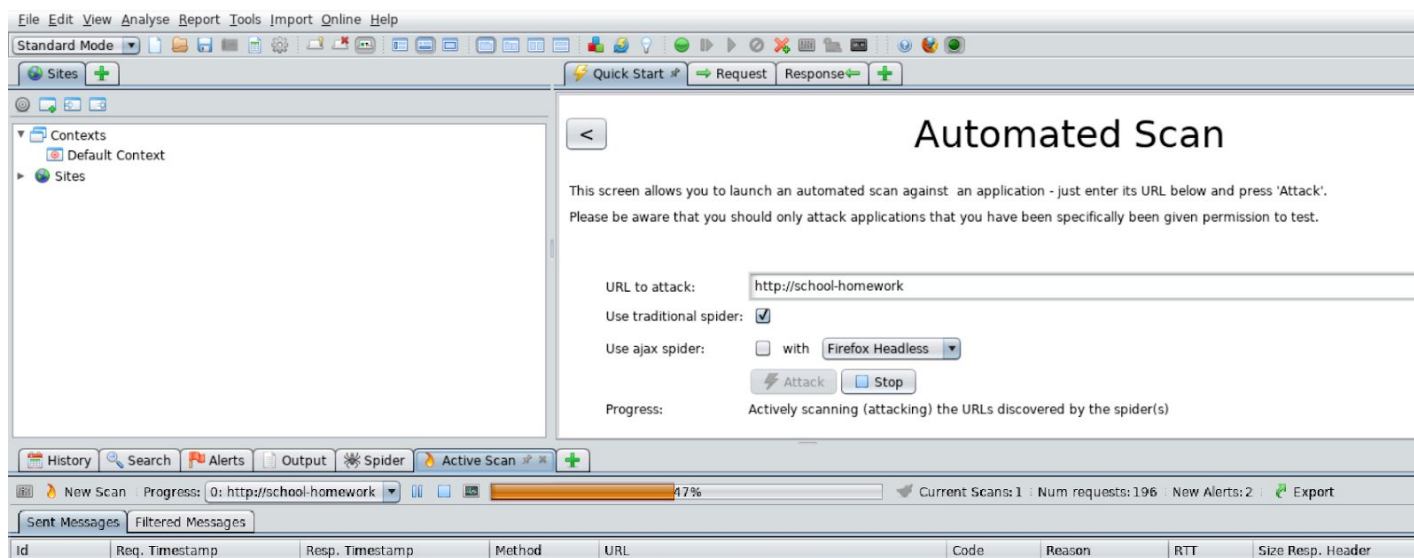 File Edit View Analyse Report Tools Import Online Help
Standard Mode
Sites
Quick Start Request Response
Contexts
Default Context
Sites
<
Automated Scan
This screen allows you to launch an automated scan against an application - just enter its URL below and press 'Attack'.
Please be aware that you should only attack applications that you have been specifically been given permission to test.
URL to attack: http://school-homework
Use traditional spider:
Use ajax spider: with Firefox Headless
Attack Stop
Progress: Actively scanning (attacking) the URLs discovered by the spider(s)
History Search Alerts Output Spider Active Scan
New Scan Progress: 0: http://school-homework 47% Current Scans: 1 Num requests: 196 New Alerts: 2 Export
Sent Messages Filtered Messages
Id Req. Timestamp Resp. Timestamp Method URL Code Reason RTT Size Resp. Header